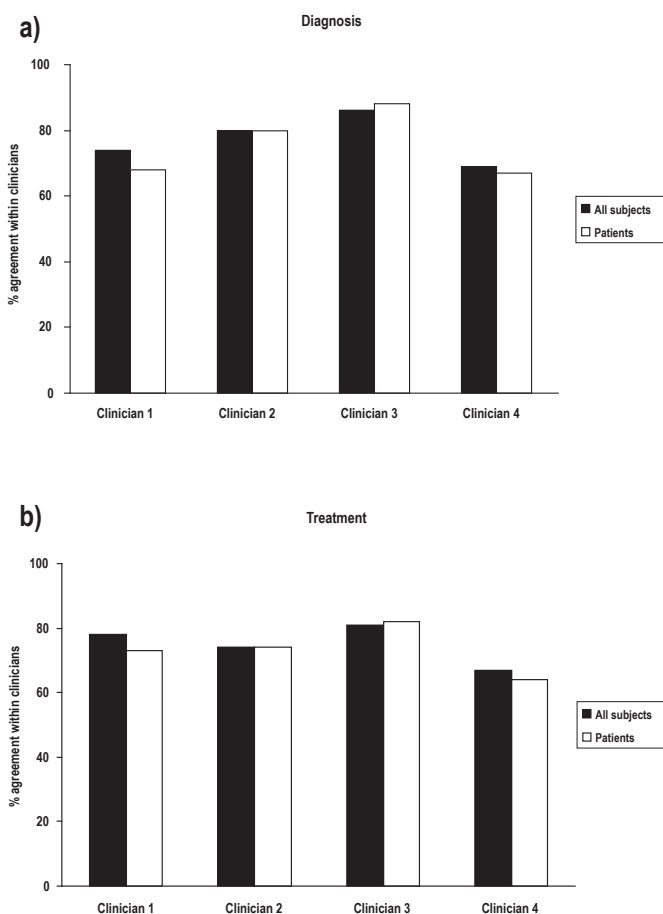 a)
Diagnosis
100
80
60
40
20
0
% agreement within clinicians
All subjects
Patients
Clinician 1 Clinician 2 Clinician 3 Clinician 4
b)
Treatment
100
80
60
40
20
0
% agreement within clinicians
All subjects
Patients
Clinician 1 Clinician 2 Clinician 3 Clinician 4